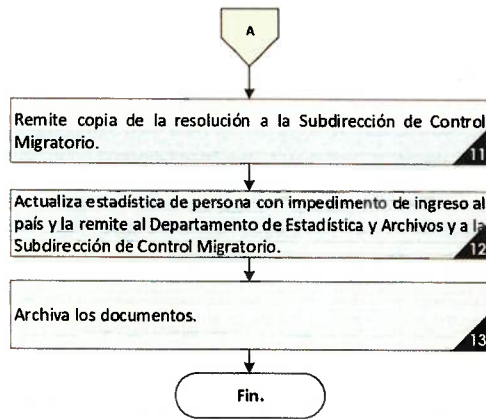 A
Remite copia de la resolución a la Subdirección de Control
Migratorio.
11
Actualiza estadística de persona con impedimento de ingreso al
país y la remite al Departamento de Estadística y Archivos y a la
Subdirección de Control Migratorio.
12
Archiva los documentos.
13
Fin.